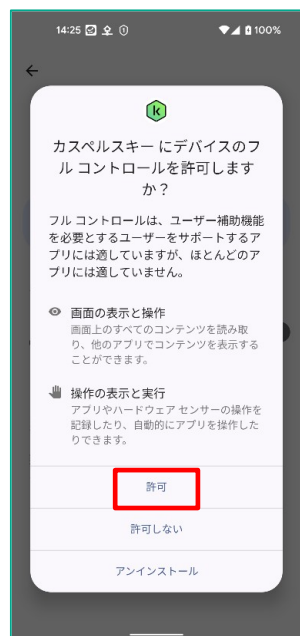 14:25 100%
カスペルスキー にデバイスのフ
ル コントロールを許可します
か？
フル コントロールは、ユーザー補助機能
を必要とするユーザーをサポートするア
プリには適していますが、ほとんどのア
プリには適していません。
画面の表示と操作
画面上のすべてのコンテンツを読み取
り、他のアプリでコンテンツを表示する
ことができます。
操作の表示と実行
アプリやハードウェア センサーの操作を
記録したり、自動的にアプリを操作した
りできます。
許可
許可しない
アンインストール